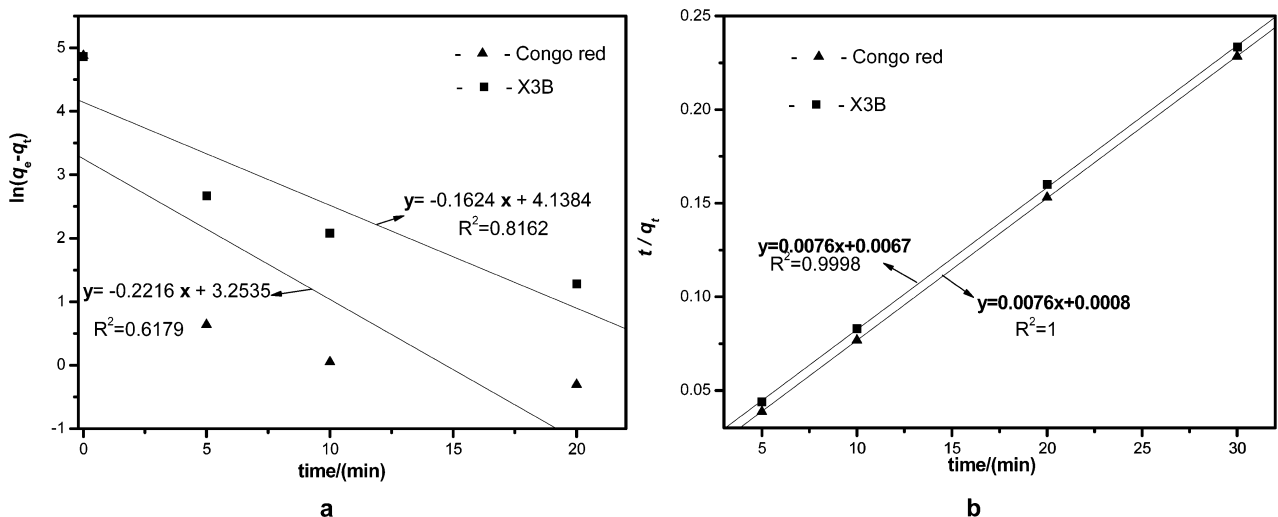 5
4
3
2
1
0
-1
ln(qe-qt)
- ▲ - Congo red
- ■ - X3B
y= -0.1624 x + 4.1384
R²=0.8162
y= -0.2216 x + 3.2535
R²=0.6179
0 5 10 15 20
time/(min)
a
0.25
0.20
0.15
0.10
0.05
t / qt
- ▲ - Congo red
- ■ - X3B
y=0.0076x+0.0067
R²=0.9998
y=0.0076x+0.0008
R²=1
5 10 15 20 25 30
time/(min)
b